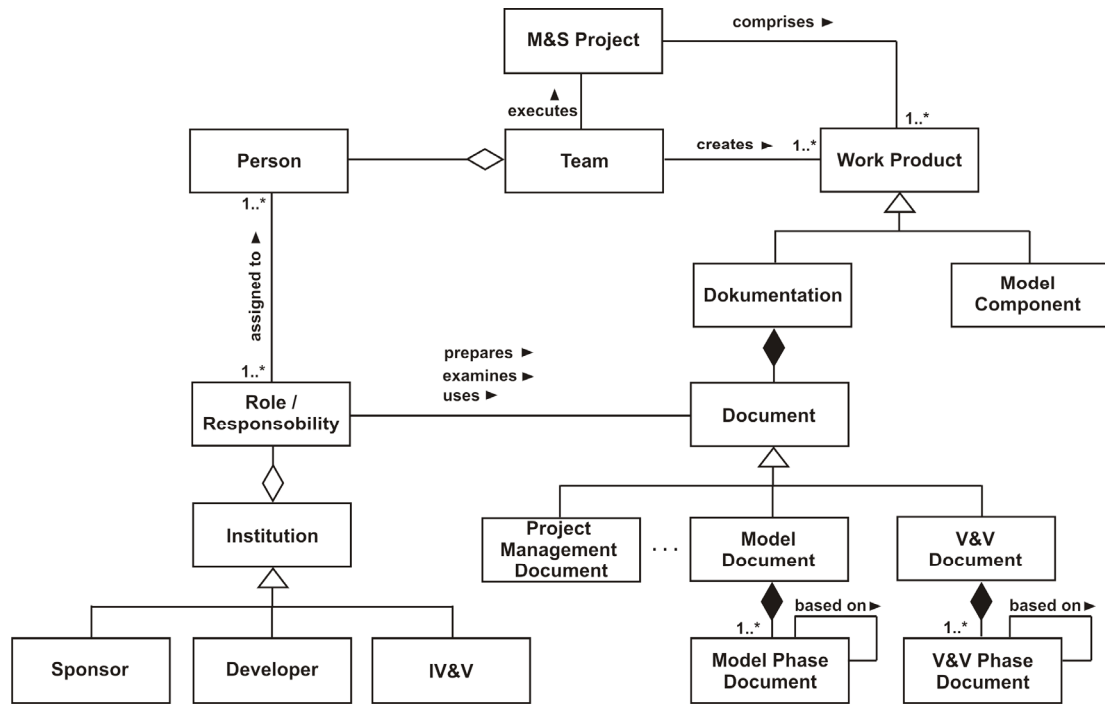 comprises ►
M&S Project
executes
1..*
Person
Team
creates ►
1..*
Work Product
1..*
assigned to ►
Dokumentation
Model
Component
prepares ►
examines ►
uses ►
1..*
Role /
Responsobility
Document
Institution
Project
Management
Document
...
Model
Document
V&V
Document
based on►
based on►
1..*
1..*
Sponsor
Developer
IV&V
Model Phase
Document
V&V Phase
Document